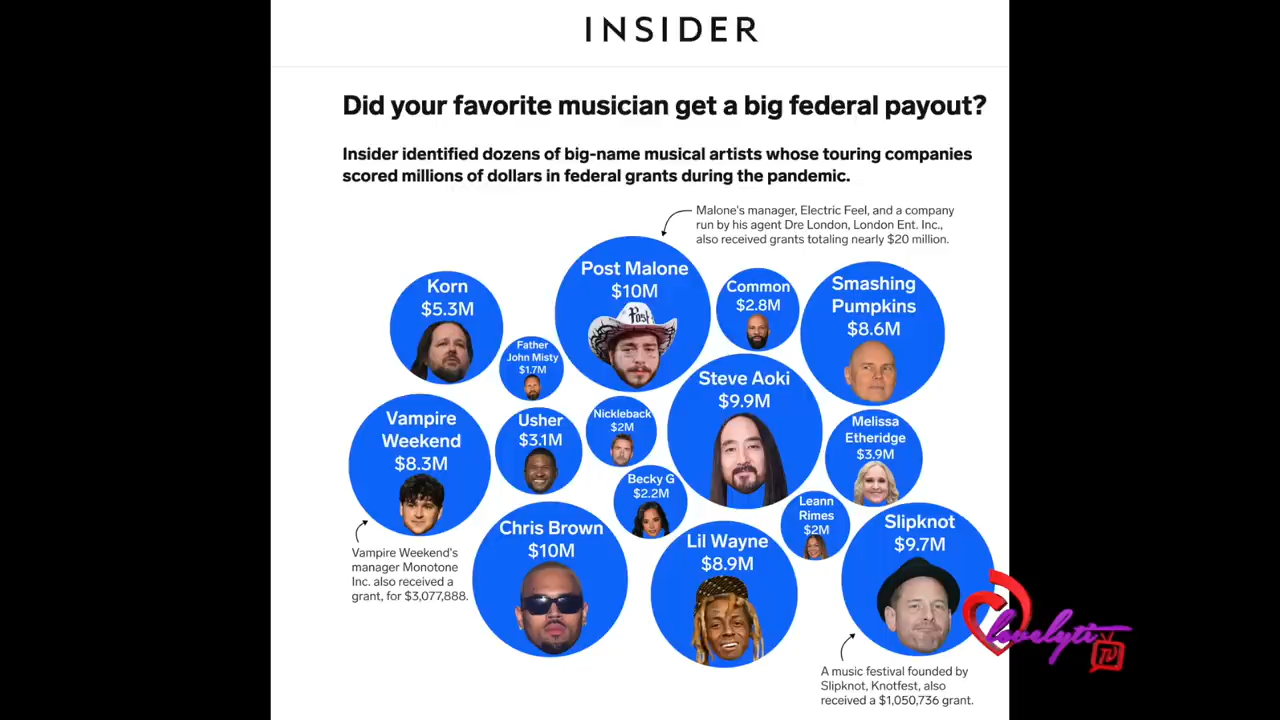 INSIDER
Did your favorite musician get a big federal payout?
Insider identified dozens of big-name musical artists whose touring companies
scored millions of dollars in federal grants during the pandemic.
Malone's manager, Electric Feel, and a company
run by his agent Dre London, London Ent. Inc.,
also received grants totaling nearly $20 million.
Post Malone
$10M
Post
Korn
$5.3M
Common
$2.8M
Smashing
Pumpkins
$8.6M
Father
John Misty
$1.7M
Steve Aoki
$9.9M
Vampire
Weekend
$8.3M
Usher
$3.1M
Nickleback
$2M
Melissa
Etheridge
$3.9M
Becky G
$2.2M
Leann
Rimes
$2M
Chris Brown
$10M
Lil Wayne
$8.9M
Slipknot
$9.7M
Vampire Weekend's
manager Monotone
Inc. also received a
grant, for $3,077,888.
lovelyti
TV
A music festival founded by
Slipknot, Knotfest, also
received a $1,050,736 grant.